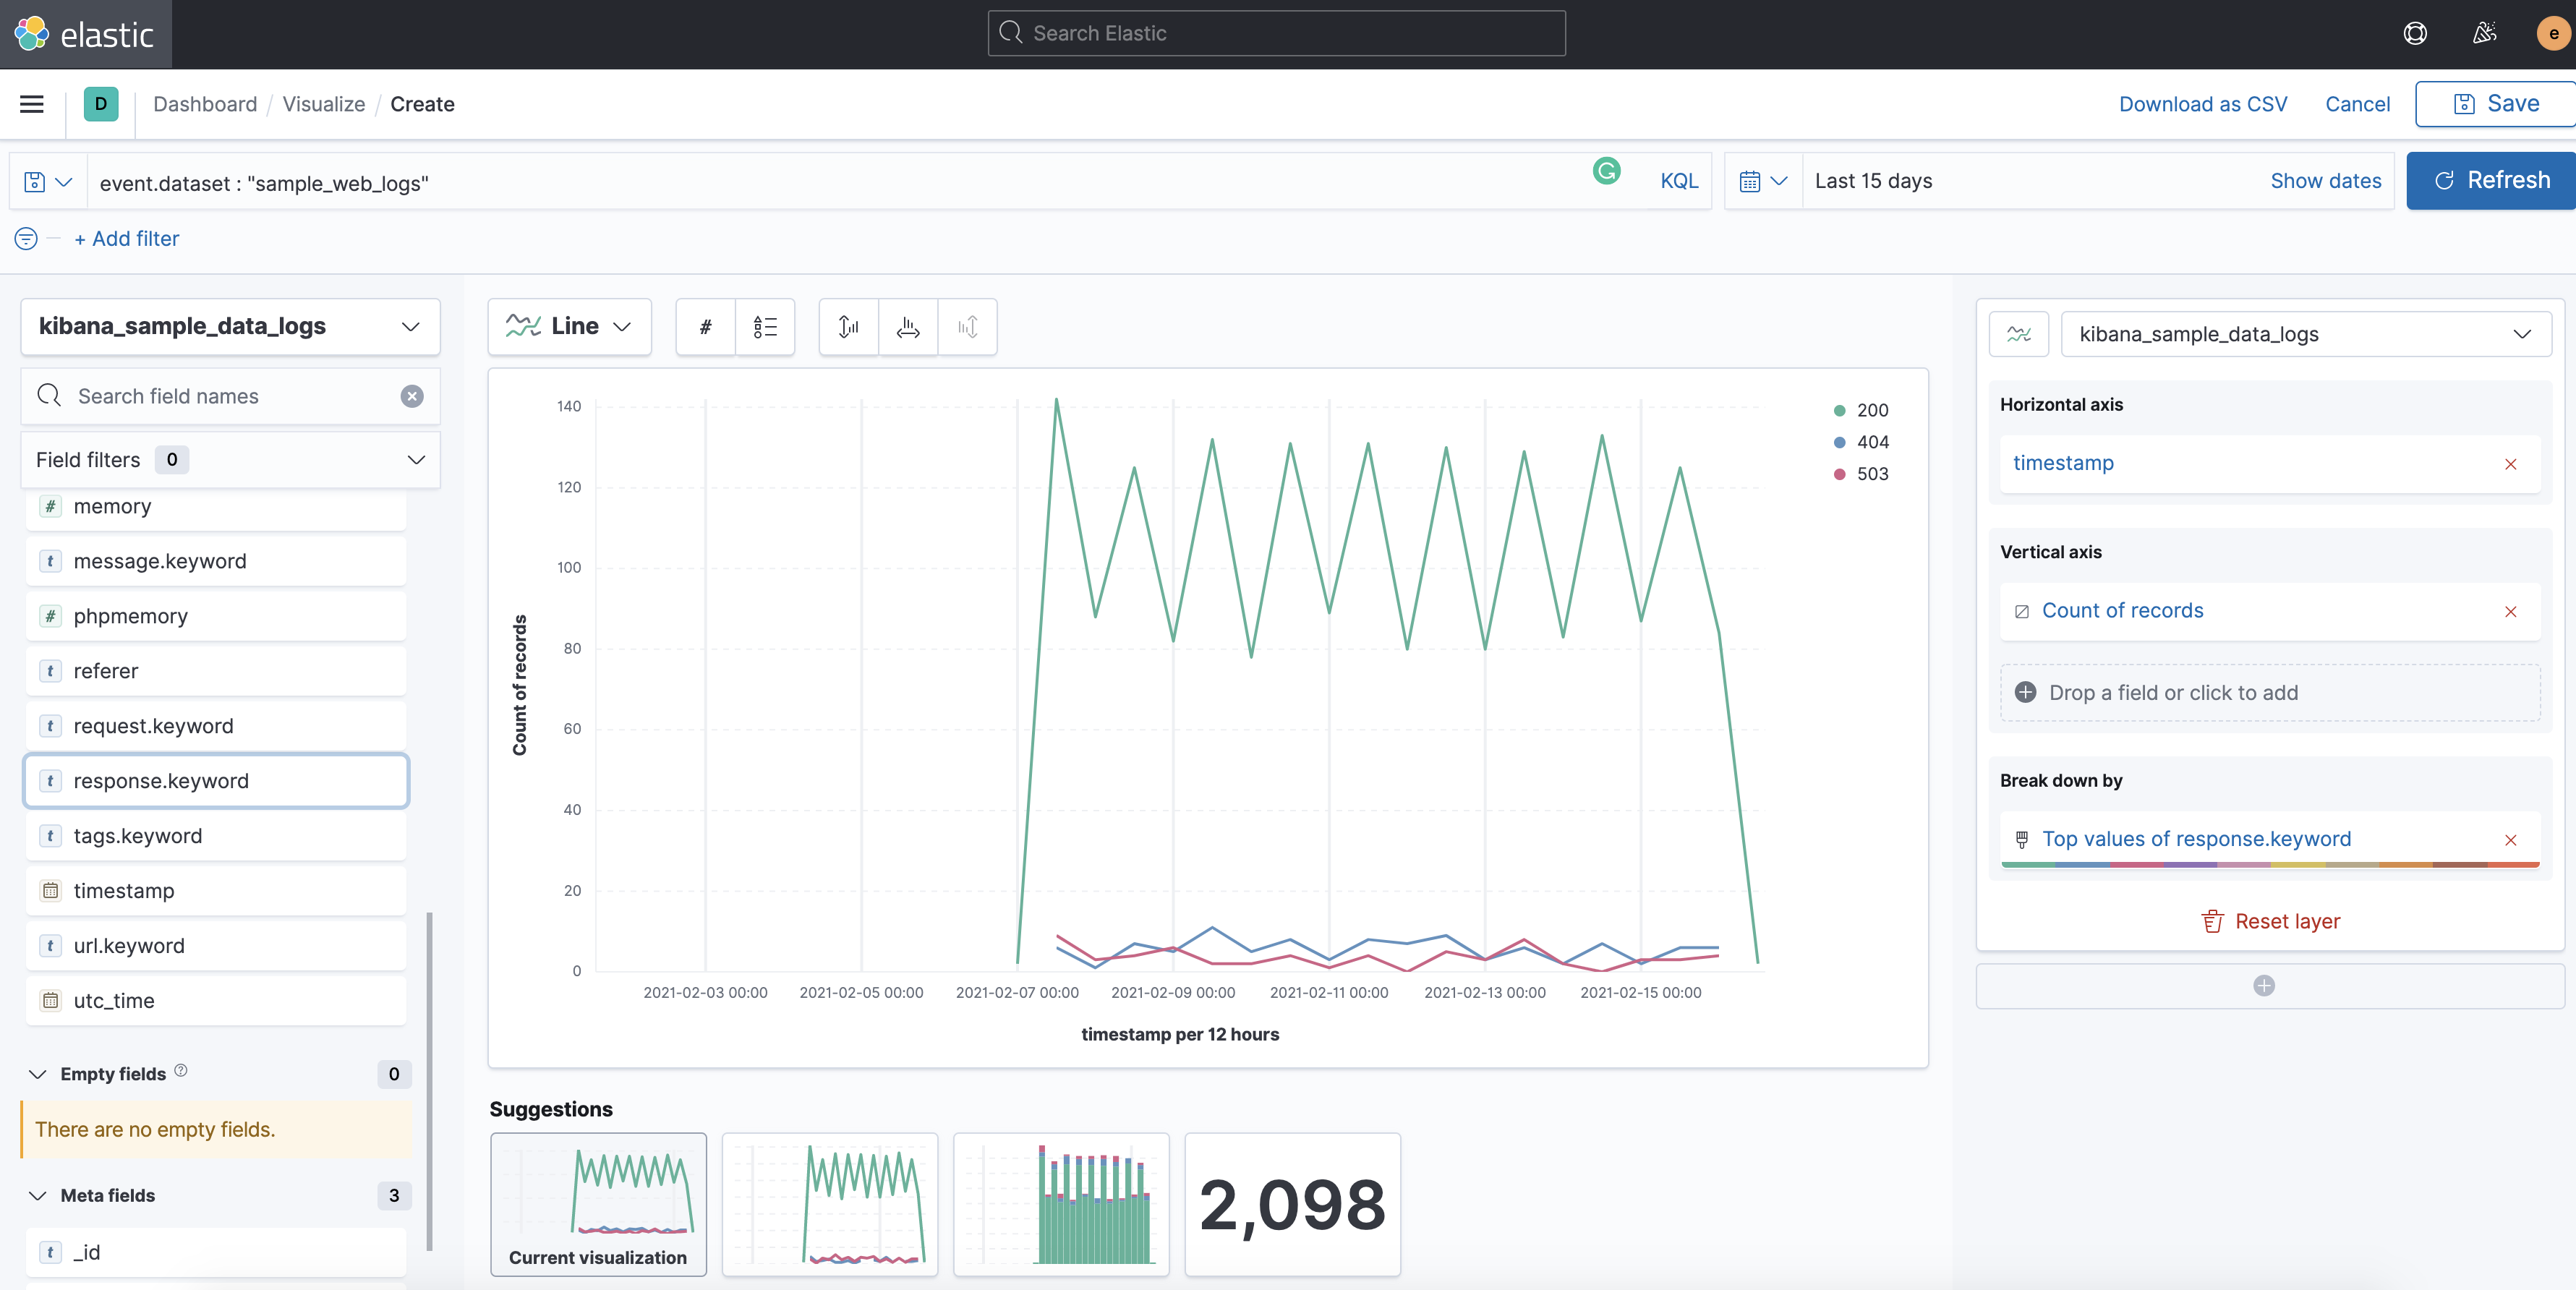 elastic
Search Elastic
e
D
Dashboard / Visualize / Create
Download as CSV
Cancel
Save
event.dataset : "sample_web_logs"
KQL
Last 15 days
Show dates
Refresh
+ Add filter
kibana_sample_data_logs
Search field names
Field filters 0
# memory
t message.keyword
# phpmemory
t referer
t request.keyword
t response.keyword
t tags.keyword
timestamp
t url.keyword
utc_time
Empty fields ? 0
There are no empty fields.
Meta fields 3
t _id
Line
#
Count of records
140
120
100
80
60
40
20
0
2021-02-03 00:00
2021-02-05 00:00
2021-02-07 00:00
2021-02-09 00:00
2021-02-11 00:00
2021-02-13 00:00
2021-02-15 00:00
timestamp per 12 hours
200
404
503
Suggestions
Current visualization
2,098
kibana_sample_data_logs
Horizontal axis
timestamp
Vertical axis
Count of records
Drop a field or click to add
Break down by
Top values of response.keyword
Reset layer